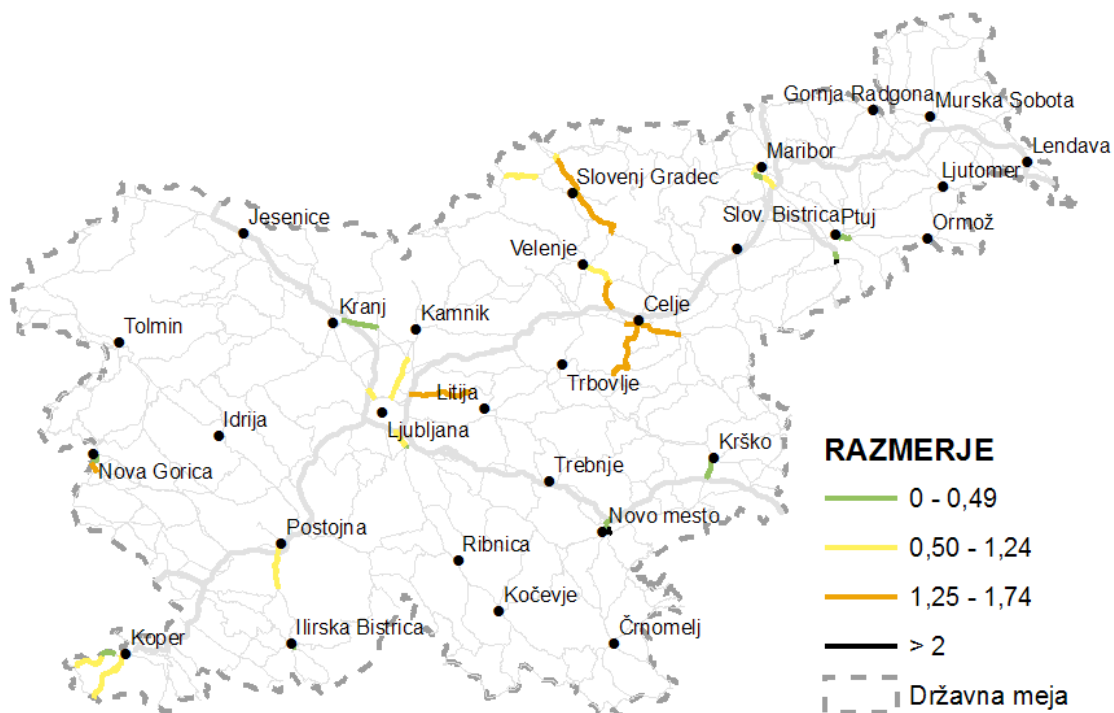 Gornja Radgona
Murska Sobota
Maribor
Lendava
Slovenj Gradec
Ljutomer
Jesenice
Slov. Bistrica
Ptuj
Ormož
Velenje
Kranj
Kamnik
Celje
Tolmin
Trbovlje
Litija
Idrija
Ljubljana
Krško
RAZMERJE
Nova Gorica
Trebnje
0 - 0,49
Postojna
Novo mesto
0,50 - 1,24
Ribnica
1,25 - 1,74
Kočevje
Ilirska Bistrica
Črnomelj
Koper
> 2
Državna meja